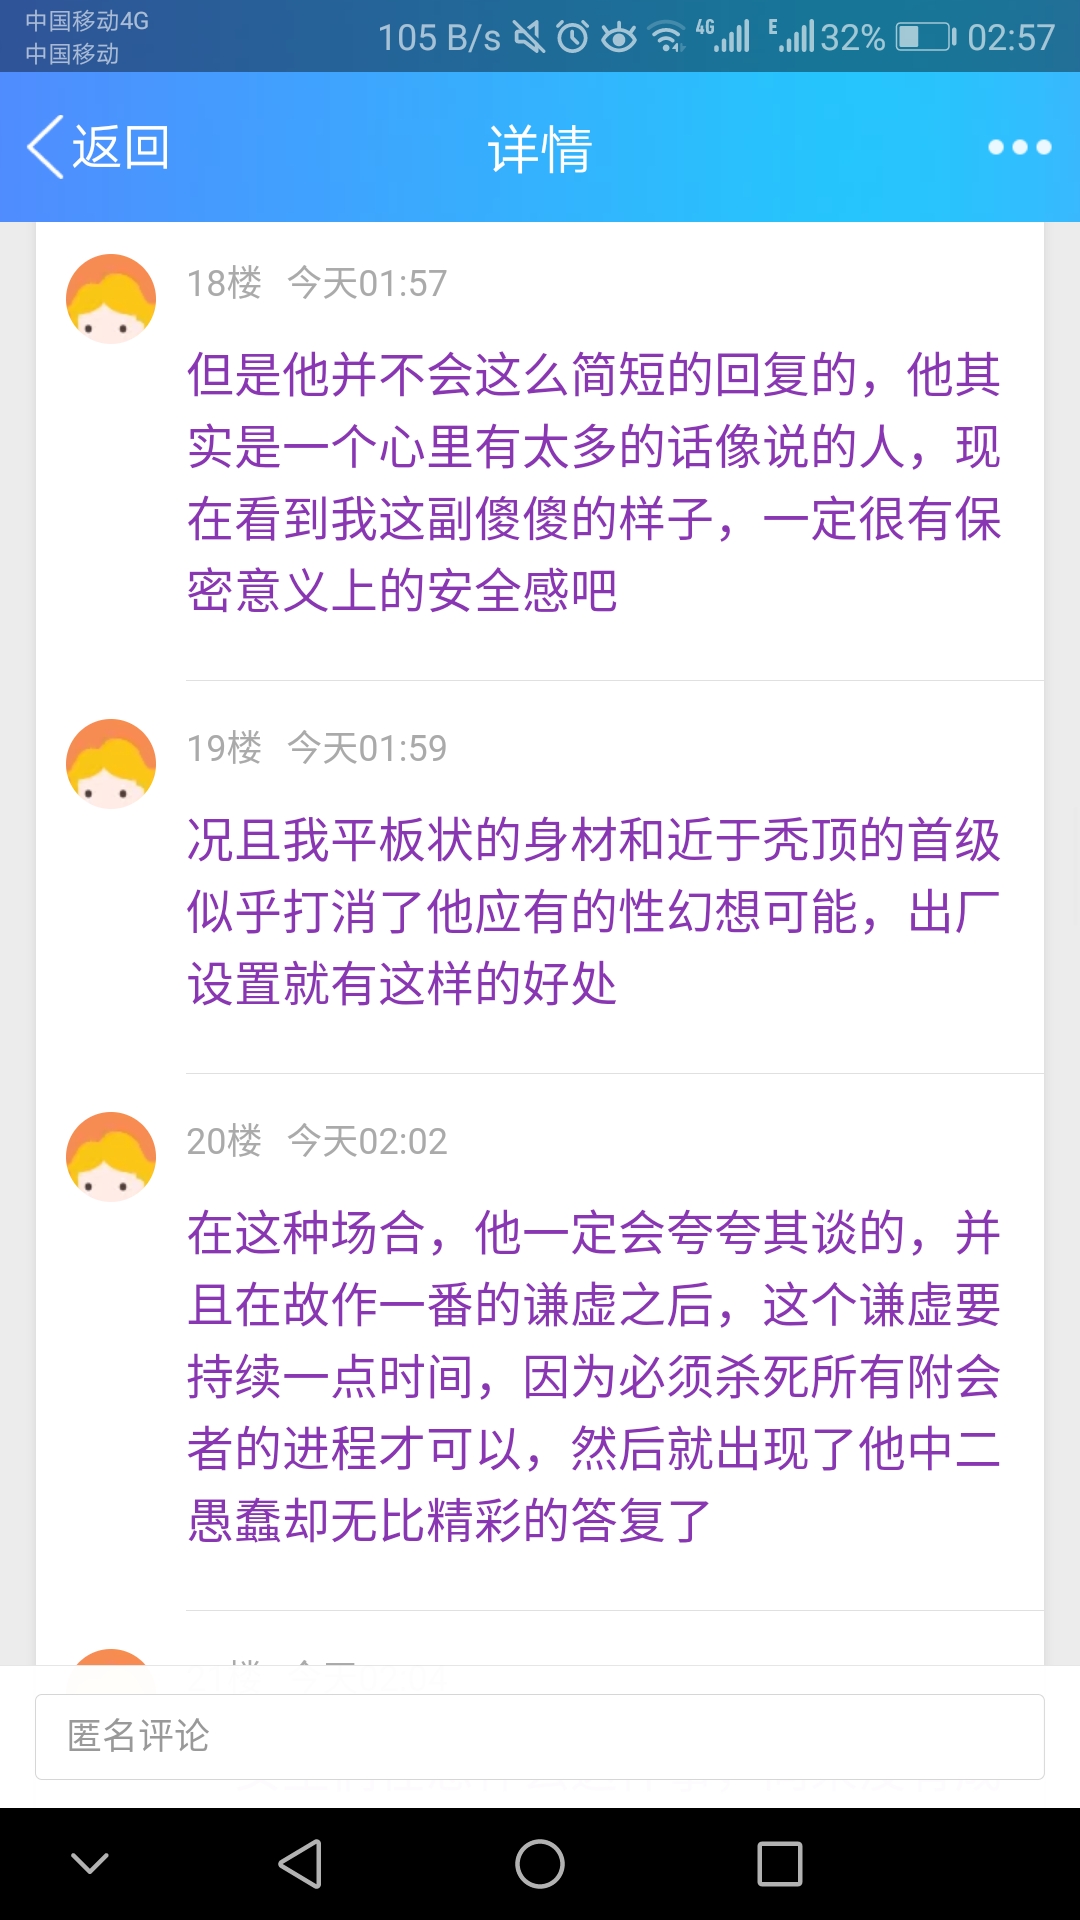 中国移动4G
中国移动
105 B/s 4G E 32% 02:57
返回 详情
18楼 今天01:57
但是他并不会这么简短的回复的，他其
实是一个心里有太多的话像说的人，现
在看到我这副傻傻的样子，一定很有保
密意义上的安全感吧
19楼 今天01:59
况且我平板状的身材和近于秃顶的首级
似乎打消了他应有的性幻想可能，出厂
设置就有这样的好处
20楼 今天02:02
在这种场合，他一定会夸夸其谈的，并
且在故作一番的谦虚之后，这个谦虚要
持续一点时间，因为必须杀死所有附会
者的进程才可以，然后就出现了他中二
愚蠢却无比精彩的答复了
21楼 今天02:04
匿名评论